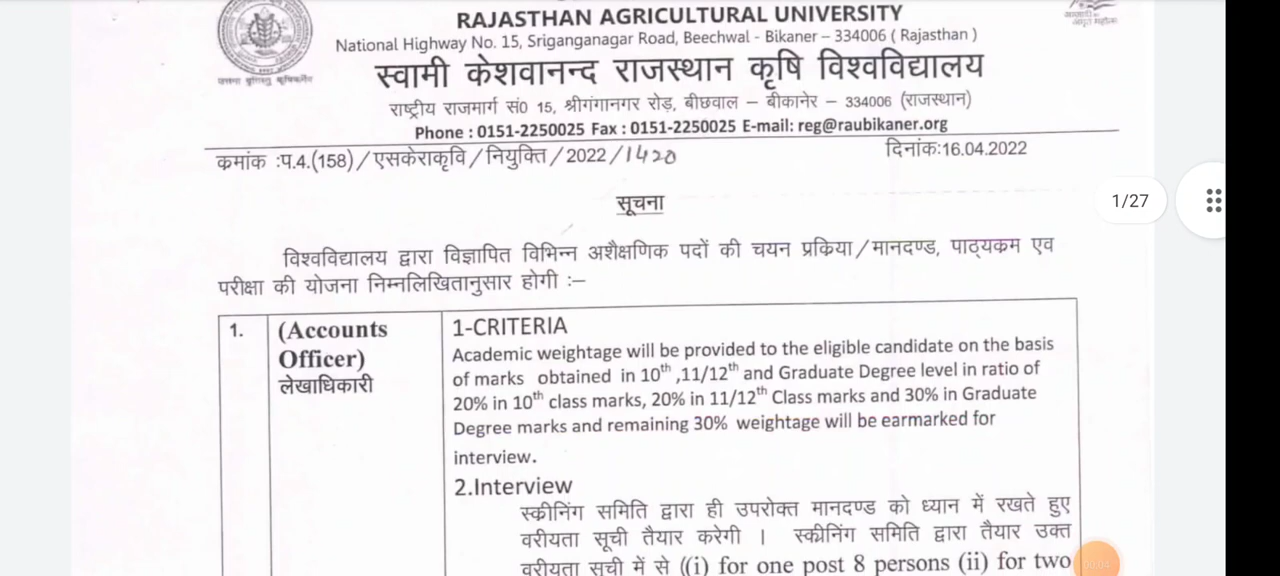 RAJASTHAN AGRICULTURAL UNIVERSITY
National Highway No. 15, Sriganganagar Road, Beechwal - Bikaner – 334006 ( Rajasthan )
स्वामी केशवानन्द राजस्थान कृषि विश्वविद्यालय
राष्ट्रीय राजमार्ग सं0 15, श्रीगंगानगर रोड़, बीछवाल – बीकानेर – 334006 (राजस्थान)
Phone : 0151-2250025 Fax : 0151-2250025 E-mail: reg@raubikaner.org
क्रमांक :प.4.(158) / एसकेराकृवि / नियुक्ति / 2022 / 1420
दिनांक:16.04.2022
1/27
सूचना
विश्वविद्यालय द्वारा विज्ञापित विभिन्न अशैक्षणिक पदों की चयन प्रकिया/मानदण्ड, पाठ्यकम एव
परीक्षा की योजना निम्नलिखितानुसार होगी :–
1.
(Accounts
Officer)
लेखाधिकारी
1-CRITERIA
Academic weightage will be provided to the eligible candidate on the basis
of marks obtained in 10th ,11/12th and Graduate Degree level in ratio of
20% in 10th class marks, 20% in 11/12th Class marks and 30% in Graduate
Degree marks and remaining 30% weightage will be earmarked for
interview.
2.Interview
स्कीनिंग समिति द्वारा ही उपरोक्त मानदण्ड को ध्यान में रखते हुए
वरीयता सूची तैयार करेगी । स्कीनिंग समिति द्वारा तैयार उक्त
वरीयता सूची में से ((i) for one post 8 persons (ii) for two
00:04